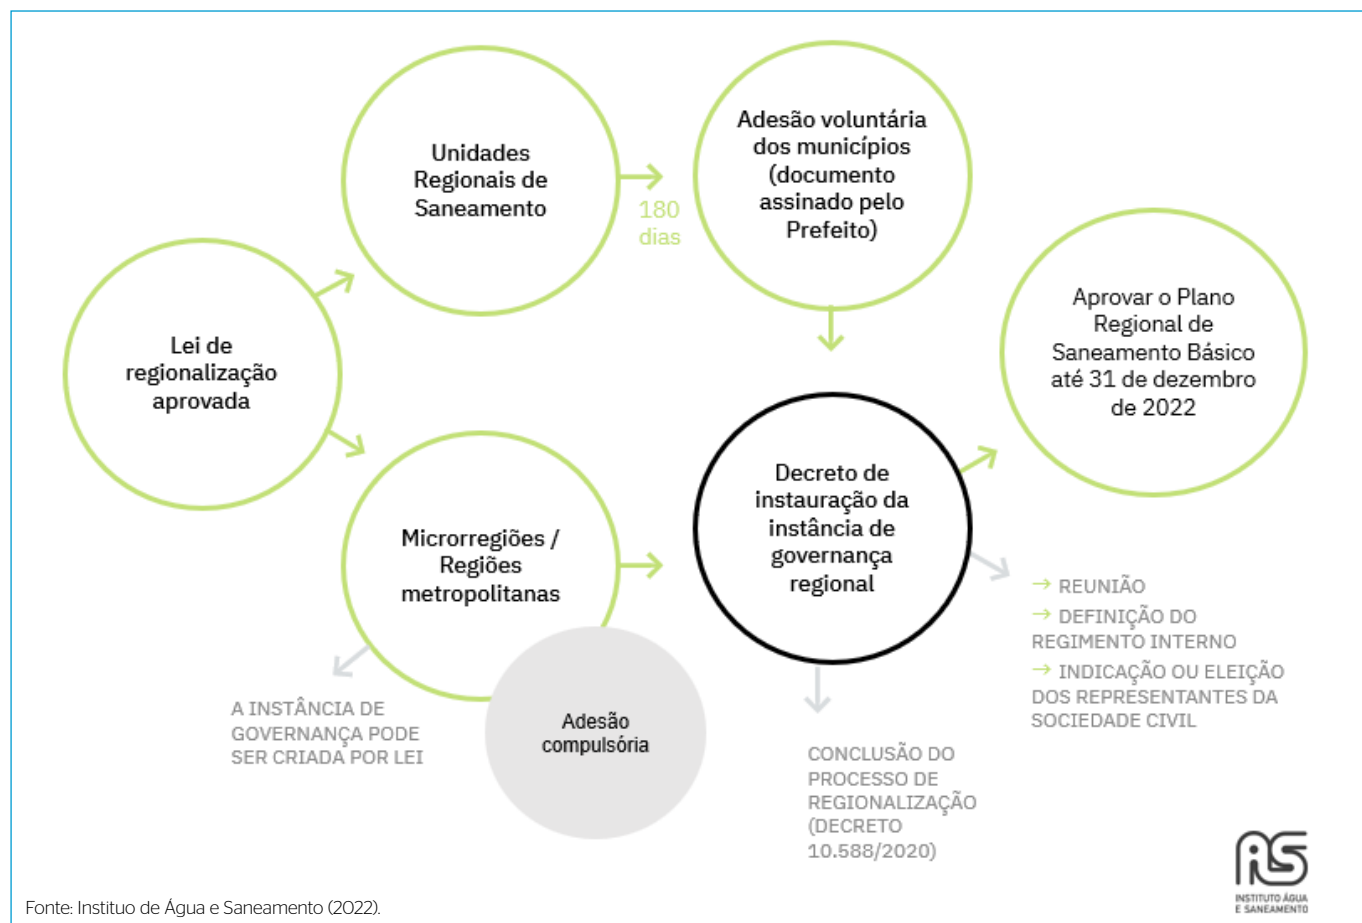 Unidades
Regionais de
Saneamento
180
dias
Adesão voluntária
dos municípios
(documento
assinado pelo
Prefeito)
Lei de
regionalização
aprovada
Aprovar o Plano
Regional de
Saneamento Básico
até 31 de dezembro
de 2022
Microrregiões /
Regiões
metropolitanas
Adesão
compulsória
A INSTÂNCIA DE
GOVERNANÇA PODE
SER CRIADA POR LEI
Decreto de
instauração da
instância de
governança
regional
→ REUNIÃO
→ DEFINIÇÃO DO
REGIMENTO INTERNO
→ INDICAÇÃO OU ELEIÇÃO
DOS REPRESENTANTES DA
SOCIEDADE CIVIL
CONCLUSÃO DO
PROCESSO DE
REGIONALIZAÇÃO
(DECRETO
10.588/2020)
IAS
INSTITUTO ÁGUA
E SANEAMENTO
Fonte: Instituo de Água e Saneamento (2022).